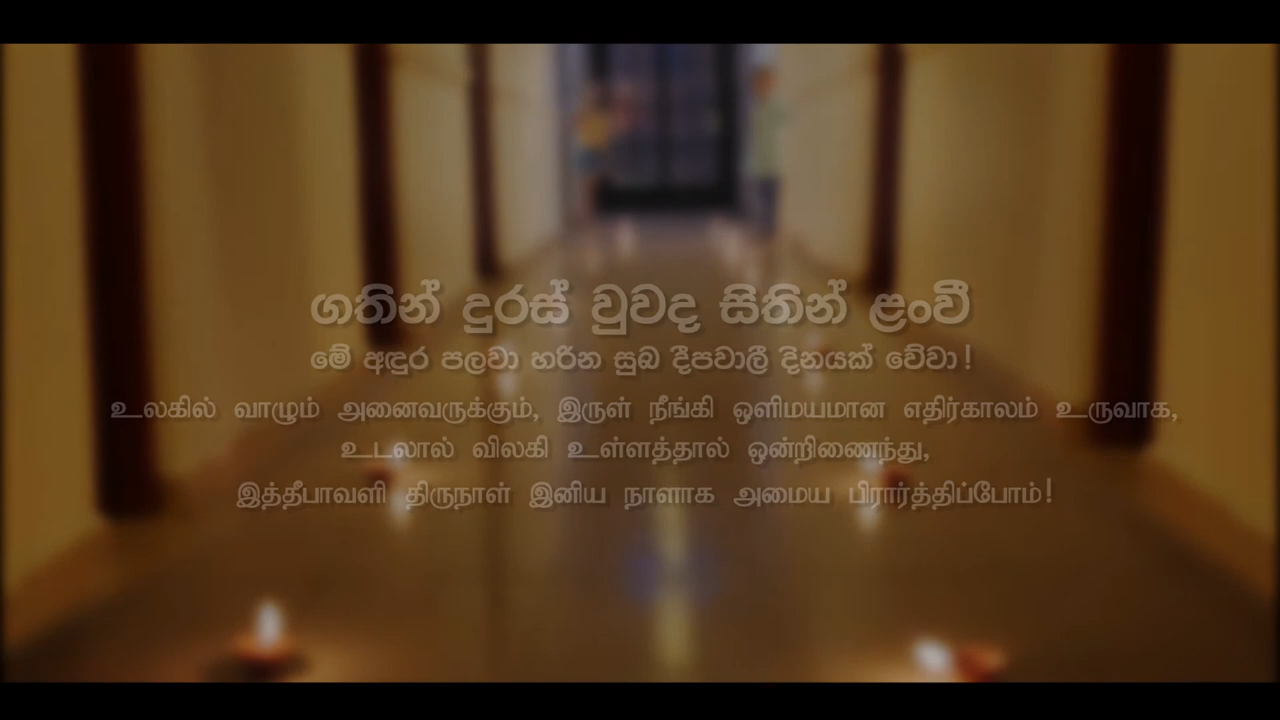 ගතින් දුරස් වුවද සිතින් ළංවී
මේ අඳුර පලවා හරින සුබ දීපවාලී දිනයක් වේවා!
உலகில் வாழும் அனைவருக்கும், இருள் நீங்கி ஒளிமயமான எதிர்காலம் உருவாக,
உடலால் விலகி உள்ளத்தால் ஒன்றிணைந்து,
இத்தீபாவளி திருநாள் இனிய நாளாக அமைய பிரார்த்திப்போம்!